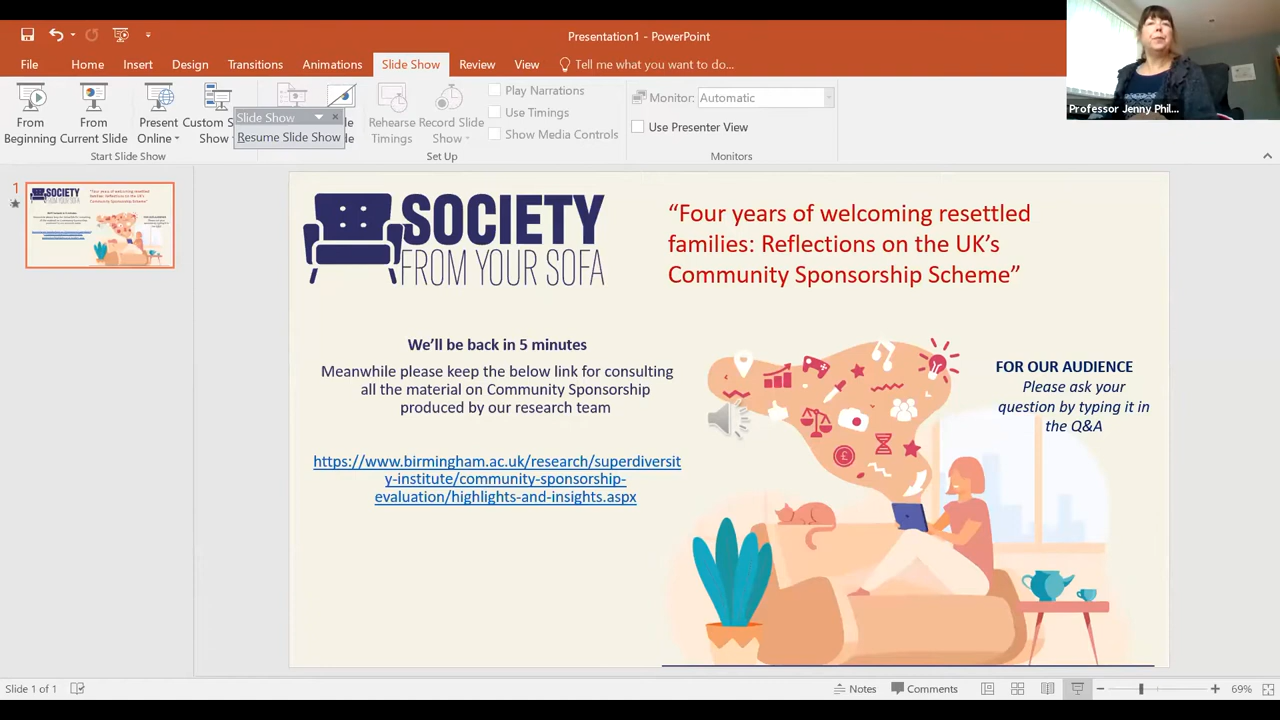 Presentation1 - PowerPoint
File Home Insert Design Transitions Animations Slide Show Review View Tell me what you want to do...
From Beginning
From Current Slide
Present Online
Custom Show
Slide Show
Resume Slide Show
Rehearse Timings
Record Slide Show
Play Narrations
Use Timings
Show Media Controls
Monitor: Automatic
Use Presenter View
Start Slide Show
Set Up
Monitors
Professor Jenny Phil...
1
SOCIETY
FROM YOUR SOFA
“Four years of welcoming resettled
families: Reflections on the UK’s
Community Sponsorship Scheme”
We’ll be back in 5 minutes
Meanwhile please keep the below link for consulting
all the material on Community Sponsorship
produced by our research team
https://www.birmingham.ac.uk/research/superdiversit
y-institute/community-sponsorship-
evaluation/highlights-and-insights.aspx
FOR OUR AUDIENCE
Please ask your
question by typing it in
the Q&A
Slide 1 of 1
Notes
Comments
69%